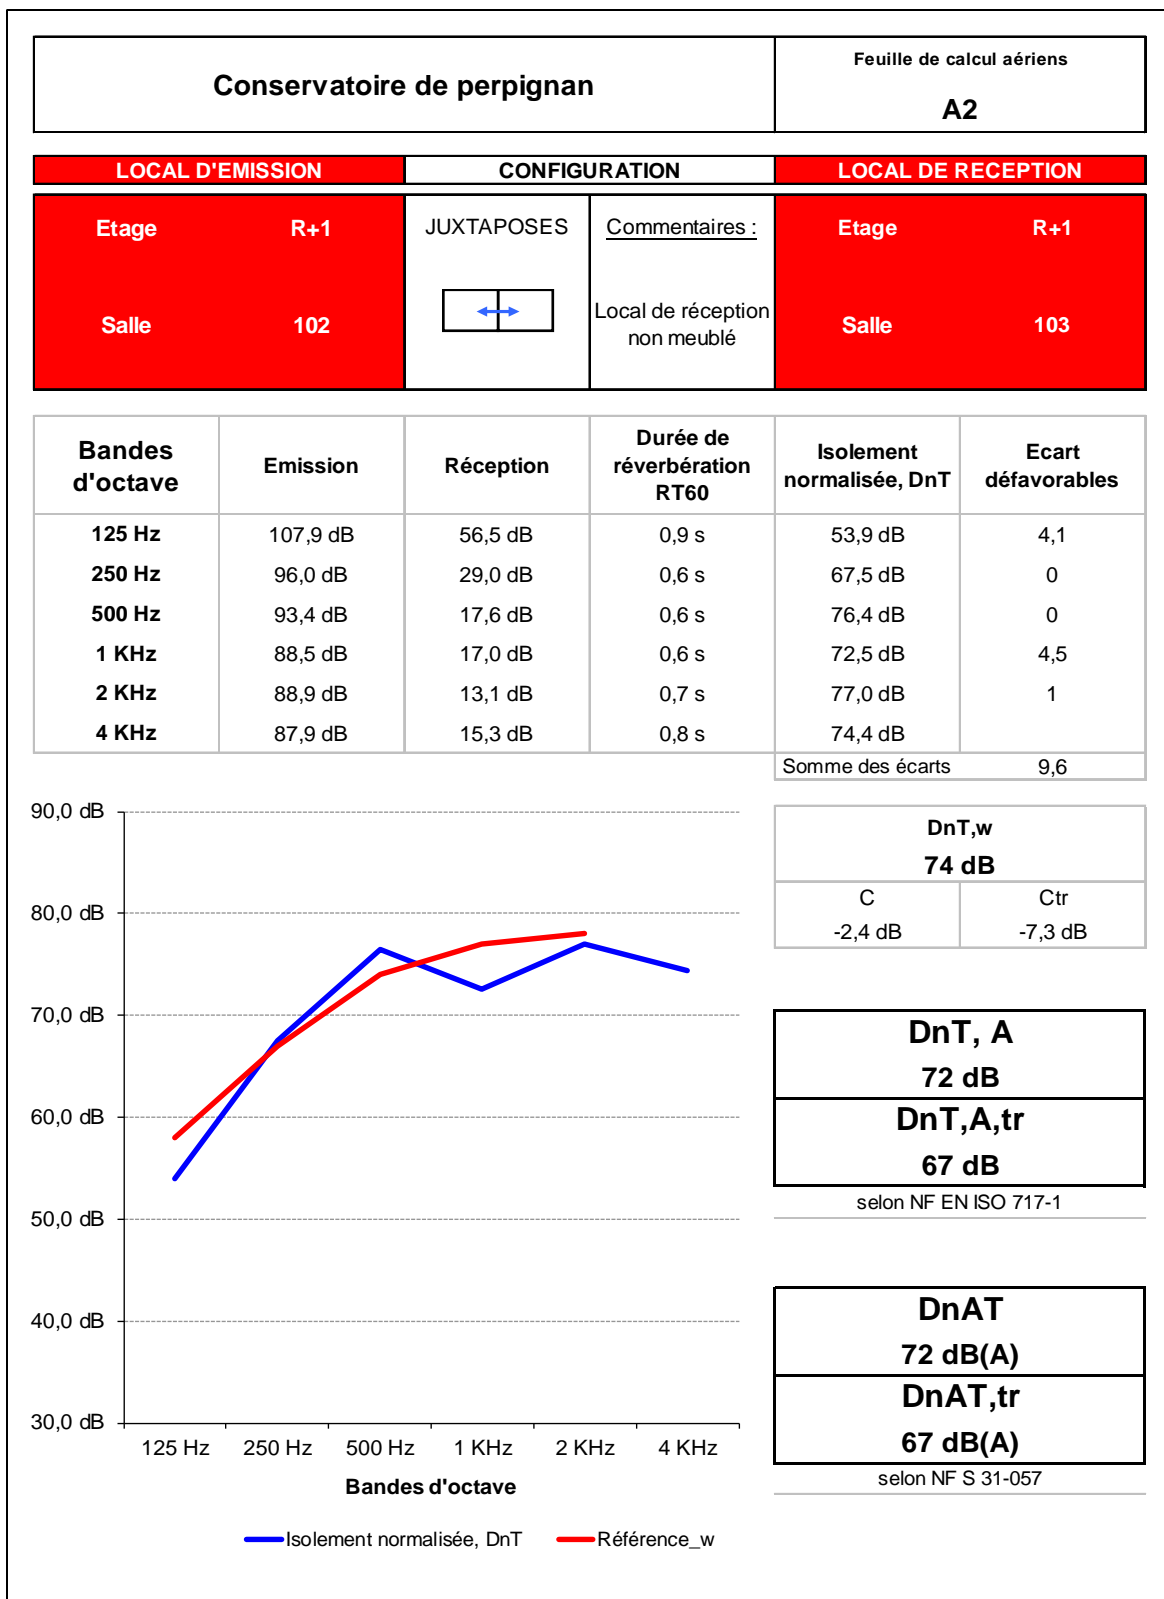 Conservatoire de perpignan
Feuille de calcul aériens
A2
LOCAL D'EMISSION
CONFIGURATION
LOCAL DE RECEPTION
Etage R+1
JUXTAPOSES
Commentaires :
Etage R+1
Salle 102
Local de réception
non meublé
Salle 103
Bandes
d'octave
Emission
Réception
Durée de
réverbération
RT60
Isolement
normalisée, DnT
Ecart
défavorables
125 Hz 107,9 dB 56,5 dB 0,9 s 53,9 dB 4,1
250 Hz 96,0 dB 29,0 dB 0,6 s 67,5 dB 0
500 Hz 93,4 dB 17,6 dB 0,6 s 76,4 dB 0
1 KHz 88,5 dB 17,0 dB 0,6 s 72,5 dB 4,5
2 KHz 88,9 dB 13,1 dB 0,7 s 77,0 dB 1
4 KHz 87,9 dB 15,3 dB 0,8 s 74,4 dB
Somme des écarts 9,6
90,0 dB
80,0 dB
70,0 dB
60,0 dB
50,0 dB
40,0 dB
30,0 dB
125 Hz 250 Hz 500 Hz 1 KHz 2 KHz 4 KHz
Bandes d'octave
Isolement normalisée, DnT
Référence_w
DnT,w
74 dB
C Ctr
-2,4 dB -7,3 dB
DnT, A
72 dB
DnT,A,tr
67 dB
selon NF EN ISO 717-1
DnAT
72 dB(A)
DnAT,tr
67 dB(A)
selon NF S 31-057